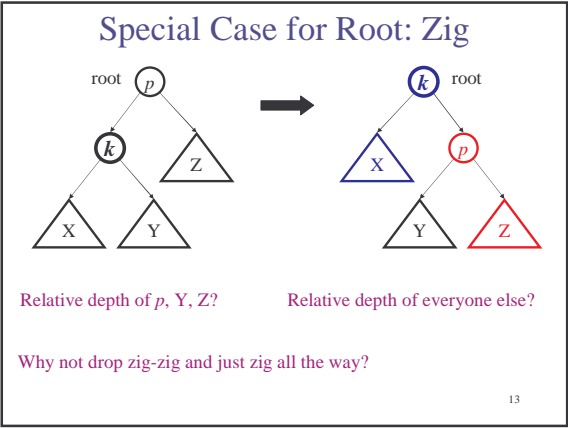 Special Case for Root: Zig
root p
k root
k
Z
X
p
X
Y
Y
Z
Relative depth of p, Y, Z?
Relative depth of everyone else?
Why not drop zig-zig and just zig all the way?
13